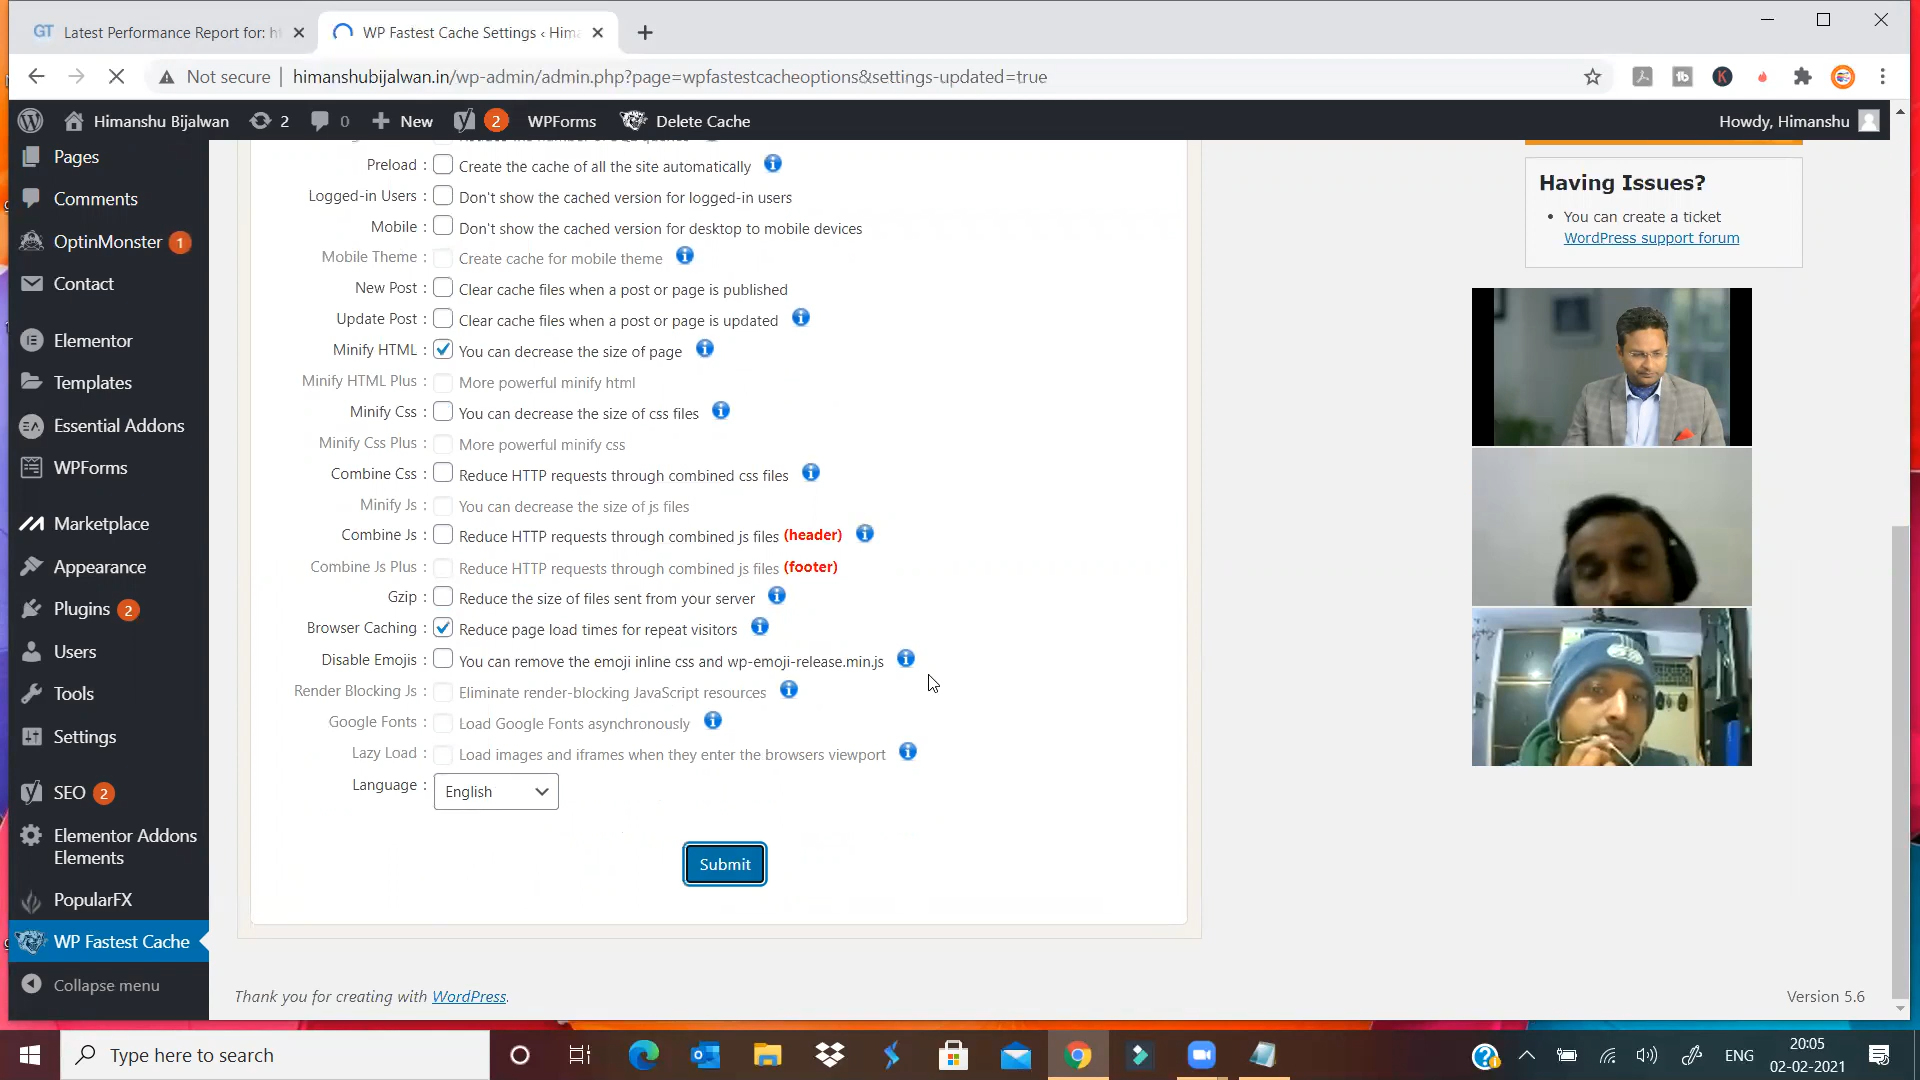 GT Latest Performance Report for: ht
WP Fastest Cache Settings ‹ Hima
Not secure himanshubijalwan.in/wp-admin/admin.php?page=wpfastestcacheoptions&settings-updated=true
Himanshu Bijalwan 2 0 New 2 WPForms Delete Cache Howdy, Himanshu
Pages
Comments
OptinMonster 1
Contact
Elementor
Templates
Essential Addons
WPForms
Marketplace
Appearance
Plugins 2
Users
Tools
Settings
SEO 2
Elementor Addons
Elements
PopularFX
WP Fastest Cache
Collapse menu
Preload : Create the cache of all the site automatically
Logged-in Users : Don't show the cached version for logged-in users
Mobile : Don't show the cached version for desktop to mobile devices
Mobile Theme : Create cache for mobile theme
New Post : Clear cache files when a post or page is published
Update Post : Clear cache files when a post or page is updated
Minify HTML : You can decrease the size of page
Minify HTML Plus : More powerful minify html
Minify Css : You can decrease the size of css files
Minify Css Plus : More powerful minify css
Combine Css : Reduce HTTP requests through combined css files
Minify Js : You can decrease the size of js files
Combine Js : Reduce HTTP requests through combined js files (header)
Combine Js Plus : Reduce HTTP requests through combined js files (footer)
Gzip : Reduce the size of files sent from your server
Browser Caching : Reduce page load times for repeat visitors
Disable Emojis : You can remove the emoji inline css and wp-emoji-release.min.js
Render Blocking Js : Eliminate render-blocking JavaScript resources
Google Fonts : Load Google Fonts asynchronously
Lazy Load : Load images and iframes when they enter the browsers viewport
Language : English
Submit
Having Issues?
• You can create a ticket
WordPress support forum
Thank you for creating with WordPress.
Version 5.6
Type here to search
ENG
20:05
02-02-2021